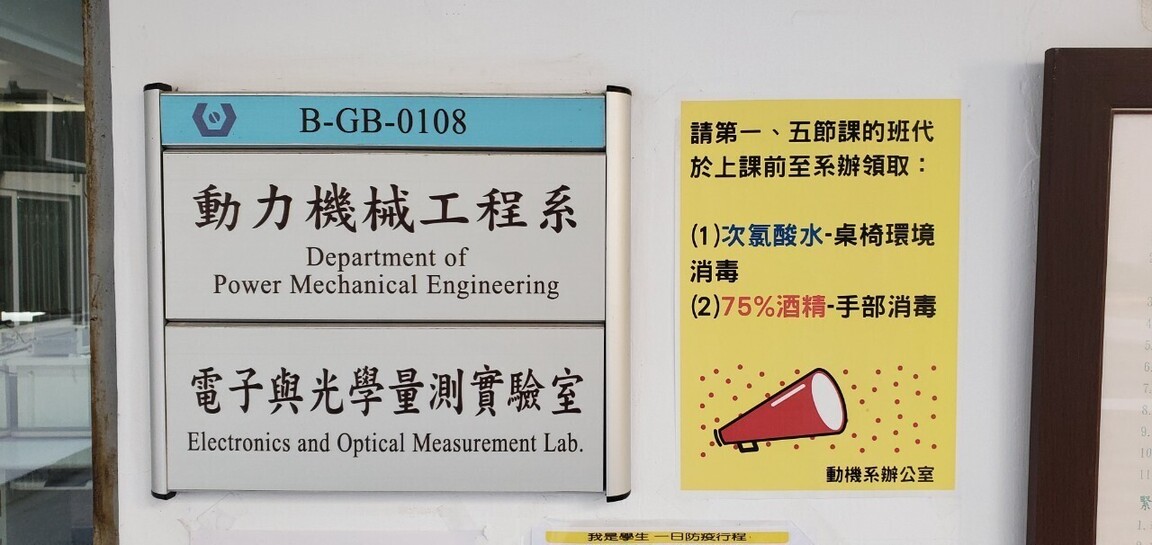 B-GB-0108
動力機械工程系
Department of
Power Mechanical Engineering
電子與光學量測實驗室
Electronics and Optical Measurement Lab.
請第一、五節課的班代
於上課前至系辦領取：
(1)次氯酸水-桌椅環境
消毒
(2)75%酒精-手部消毒
動機系辦公室
我是學生 一日防疫行程